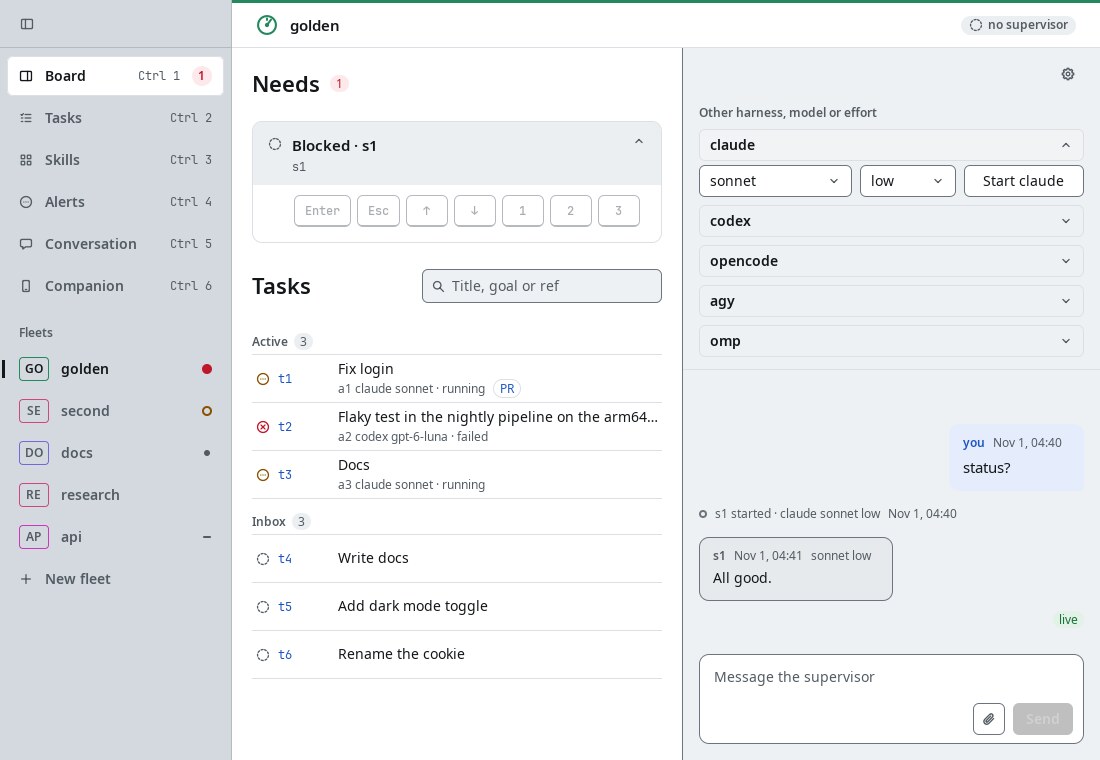 golden
no supervisor
Board Ctrl 1 1
Tasks Ctrl 2
Skills Ctrl 3
Alerts Ctrl 4
Conversation Ctrl 5
Companion Ctrl 6
Fleets
GO golden
SE second
DO docs
RE research
AP api
New fleet
Needs 1
Blocked · s1
s1
Enter Esc ↑ ↓ 1 2 3
Tasks
Title, goal or ref
Active 3
t1 Fix login
a1 claude sonnet · running PR
t2 Flaky test in the nightly pipeline on the arm64…
a2 codex gpt-6-luna · failed
t3 Docs
a3 claude sonnet · running
Inbox 3
t4 Write docs
t5 Add dark mode toggle
t6 Rename the cookie
Other harness, model or effort
claude
sonnet low Start claude
codex
opencode
agy
omp
you Nov 1, 04:40
status?
s1 started · claude sonnet low Nov 1, 04:40
s1 Nov 1, 04:41 sonnet low
All good.
live
Message the supervisor
Send